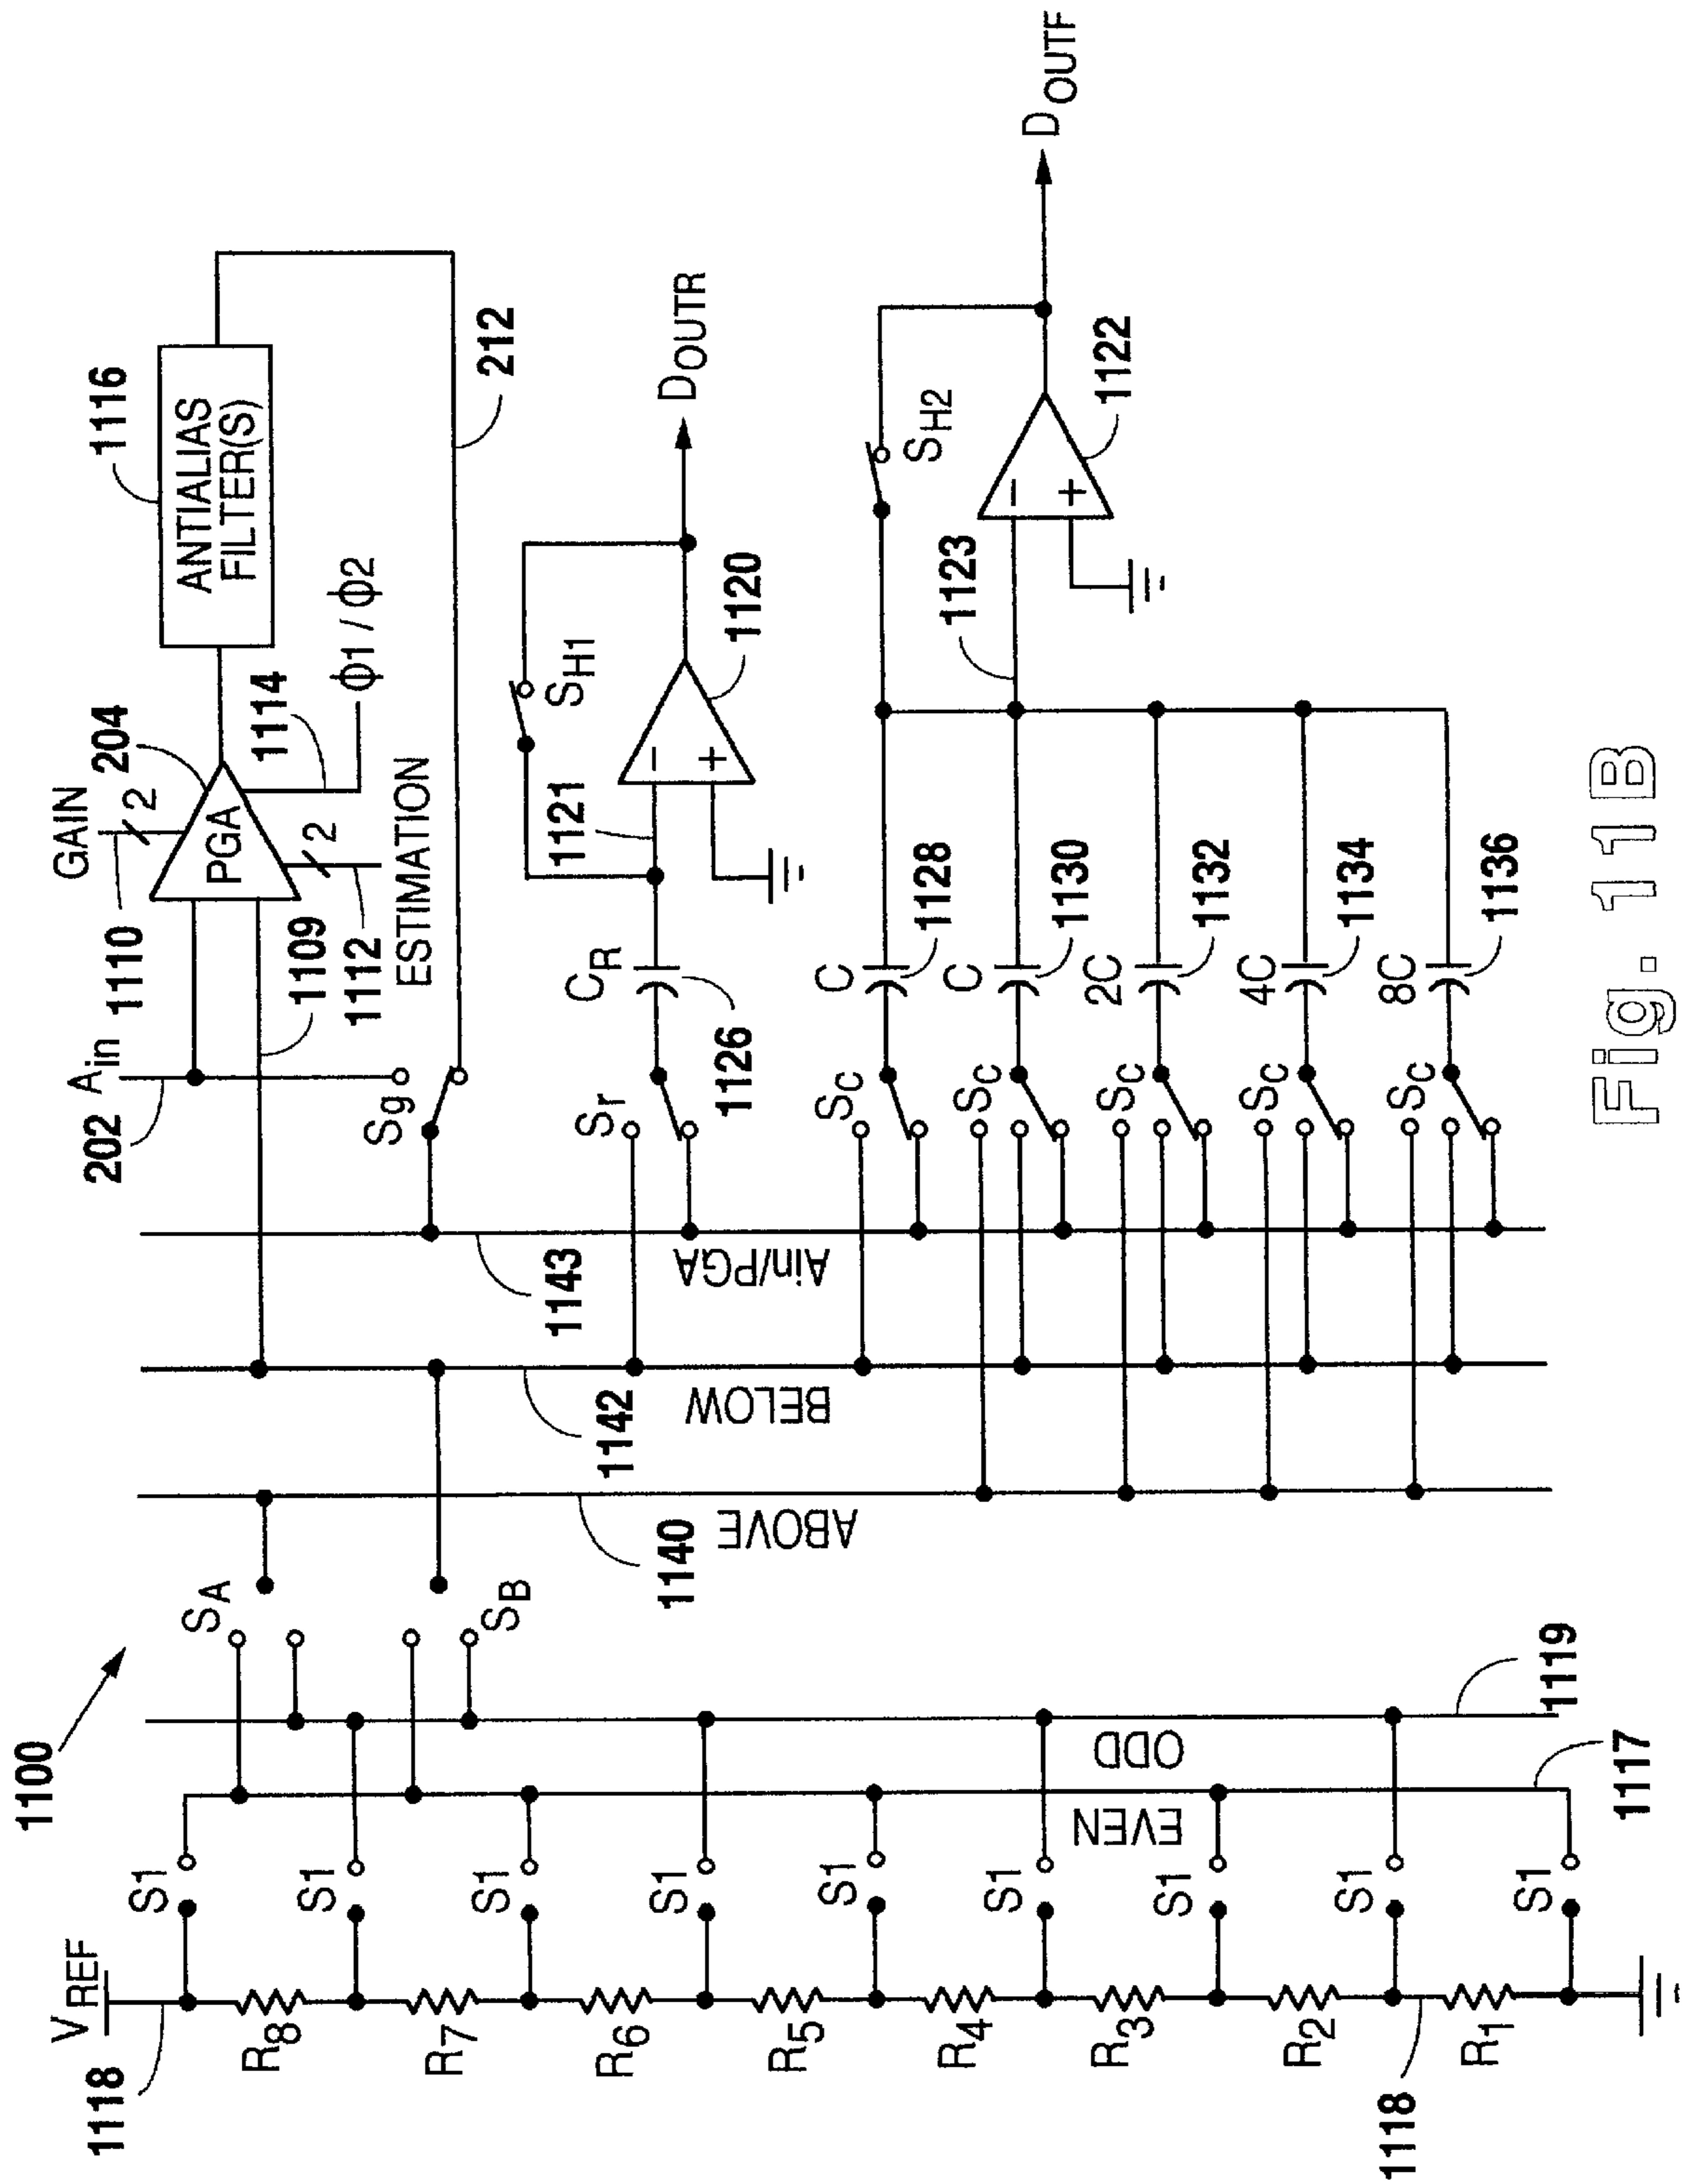 1100
V_REF
1118
R8
R7
R6
R5
R4
R3
R2
R1
1118
S1
S1
S1
S1
S1
S1
S1
S1
S1
EVEN
1117
ODD
1119
SA
SB
ABOVE
1140
BELOW
1142
Ain/PGA
1143
202
Ain
Sg
GAIN
1110
2
204
PGA
1109
1112
2
ESTIMATION
1114
ϕ1 / ϕ2
1116
ANTIALIAS
FILTER(S)
212
Sr
CR
1126
1121
SH1
1120
DOUTR
SC
SC
SC
SC
SC
C
1128
C
1130
2C
1132
4C
1134
8C
1136
1123
SH2
1122
DOUTF
Fig. 11B